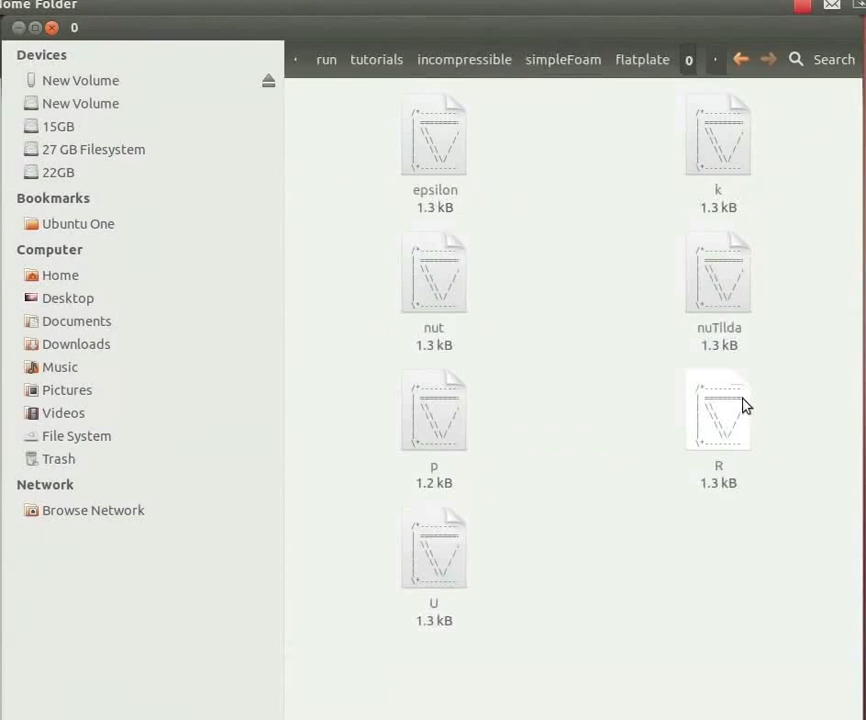 ome Folder
0
Devices
New Volume
New Volume
15GB
27 GB Filesystem
22GB
Bookmarks
Ubuntu One
Computer
Home
Desktop
Documents
Downloads
Music
Pictures
Videos
File System
Trash
Network
Browse Network
run tutorials incompressible simpleFoam flatplate 0 Search
epsilon
1.3 kB
k
1.3 kB
nut
1.3 kB
nuTilda
1.3 kB
p
1.2 kB
R
1.3 kB
U
1.3 kB